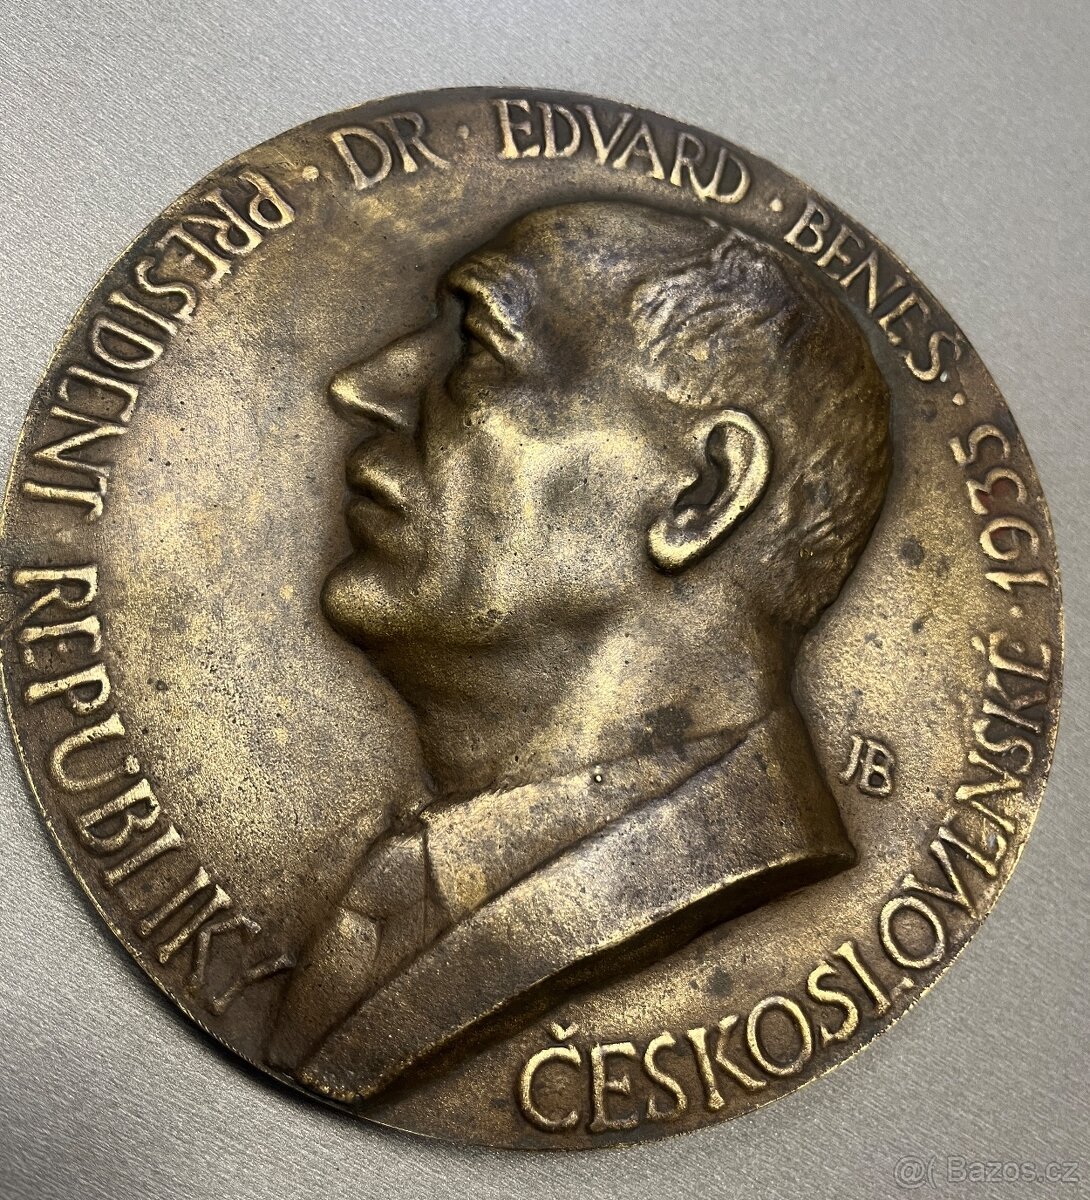 PRESIDENT REPUBLIKY ČESKOSLOVENSKÉ · 1935
· DR · EDVARD · BENEŠ ·
JB
@( Bazos.cz